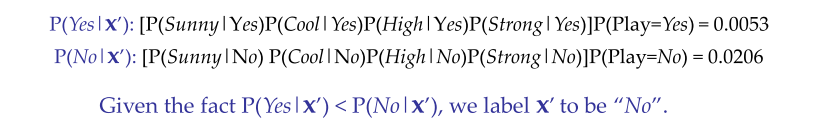 P(Yes|x′): [P(Sunny|Yes)P(Cool|Yes)P(High|Yes)P(Strong|Yes)]P(Play=Yes) = 0.0053
P(No|x′): [P(Sunny|No) P(Cool|No)P(High|No)P(Strong|No)]P(Play=No) = 0.0206
Given the fact P(Yes|x′) < P(No|x′), we label x′ to be “No”.